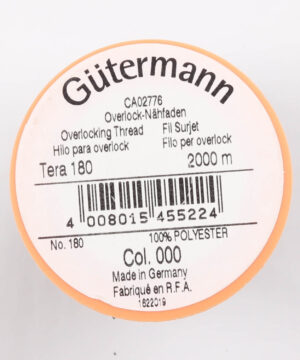 Gütermann
CA02776
Overlock-Nähfaden
Overlocking Thread Fil Surjet
Hilo para overlock Filo per overlock
Tera 180 2000 m
4 008015 455224
No. 180 100% POLYESTER
Col. 000
Made in Germany
Fabriqué en R.F.A.
1622019